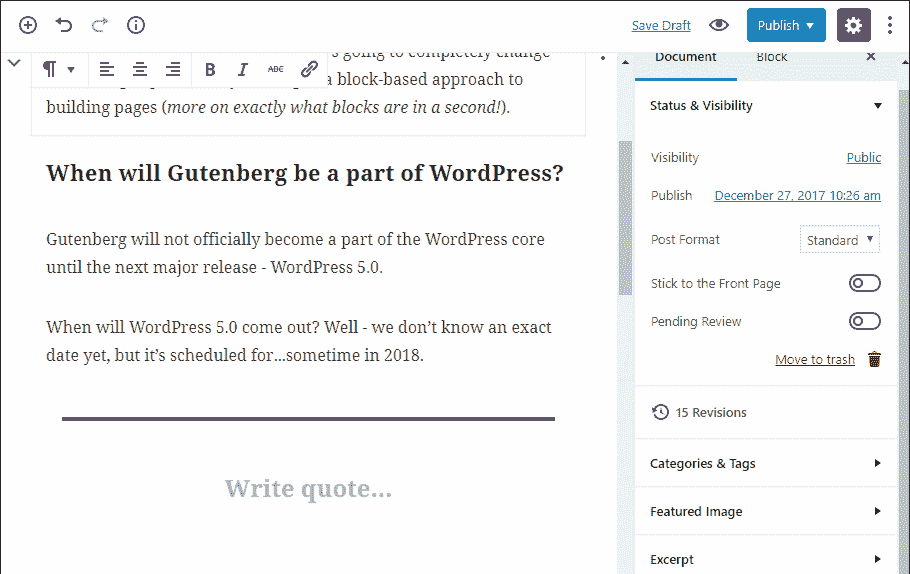 Save Draft
Publish
Document
Block
B I ABC
going to completely change
a block-based approach to
building pages (more on exactly what blocks are in a second!).
When will Gutenberg be a part of WordPress?
Gutenberg will not officially become a part of the WordPress core
until the next major release - WordPress 5.0.
When will WordPress 5.0 come out? Well - we don’t know an exact
date yet, but it’s scheduled for...sometime in 2018.
Write quote...
Status & Visibility
Visibility Public
Publish December 27, 2017 10:26 am
Post Format Standard
Stick to the Front Page
Pending Review
Move to trash
15 Revisions
Categories & Tags
Featured Image
Excerpt